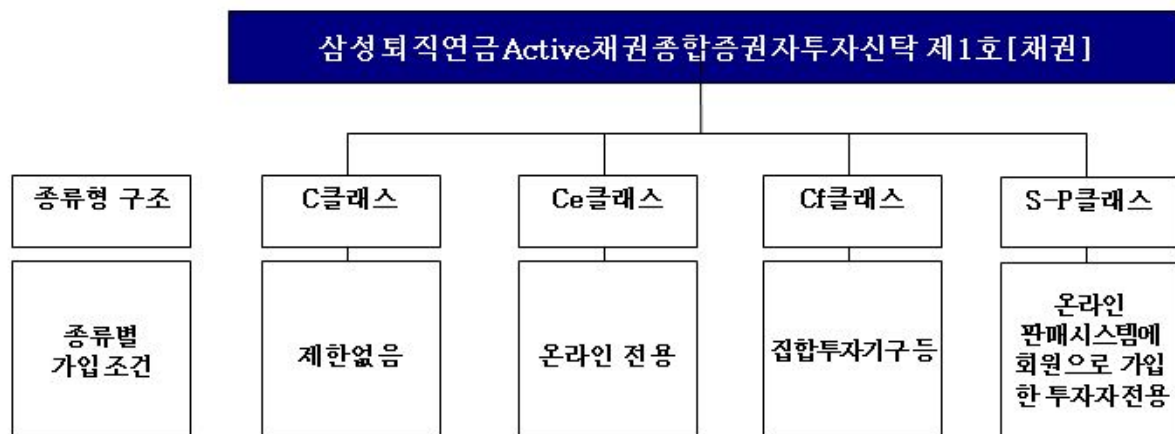 삼성퇴직연금Active채권종합증권자투자신탁 제1호[채권]
종류형 구조
C클래스
Ce클래스
Cf클래스
S-P클래스
종류별
가입조건
제한없음
온라인 전용
집합투자기구등
온라인
판매시스템에
회원으로 가입
한 투자자전용